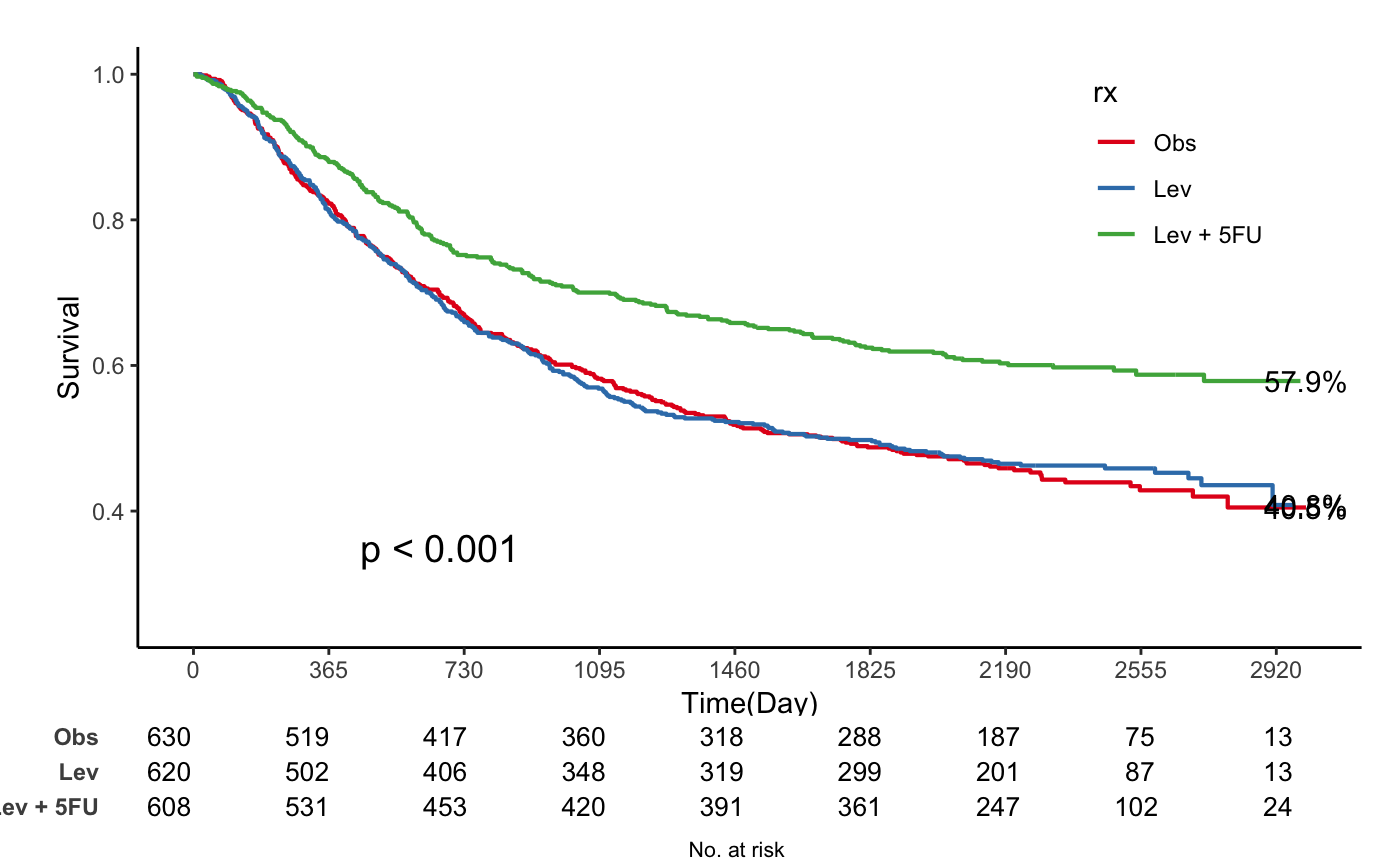 rx
Obs
Lev
Lev + 5FU
Survival
1.0
0.8
0.6
0.4
57.9%
p < 0.001
0 365 730 1095 1460 1825 2190 2555 2920
Time(Day)
Obs 630 519 417 360 318 288 187 75 13
Lev 620 502 406 348 319 299 201 87 13
ev + 5FU 608 531 453 420 391 361 247 102 24
No. at risk